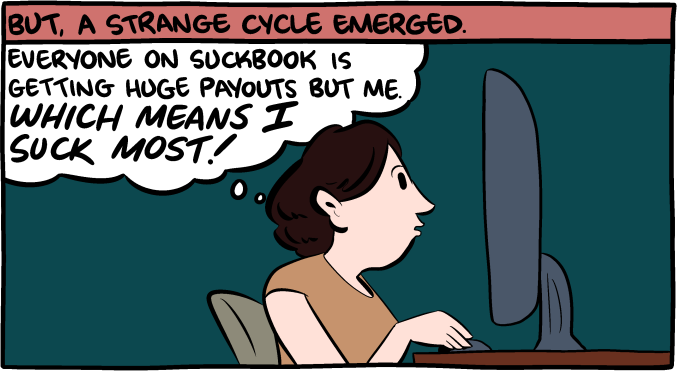 BUT, A STRANGE CYCLE EMERGED.
EVERYONE ON SUCKBOOK IS
GETTING HUGE PAYOUTS BUT ME.
WHICH MEANS I
SUCK MOST!